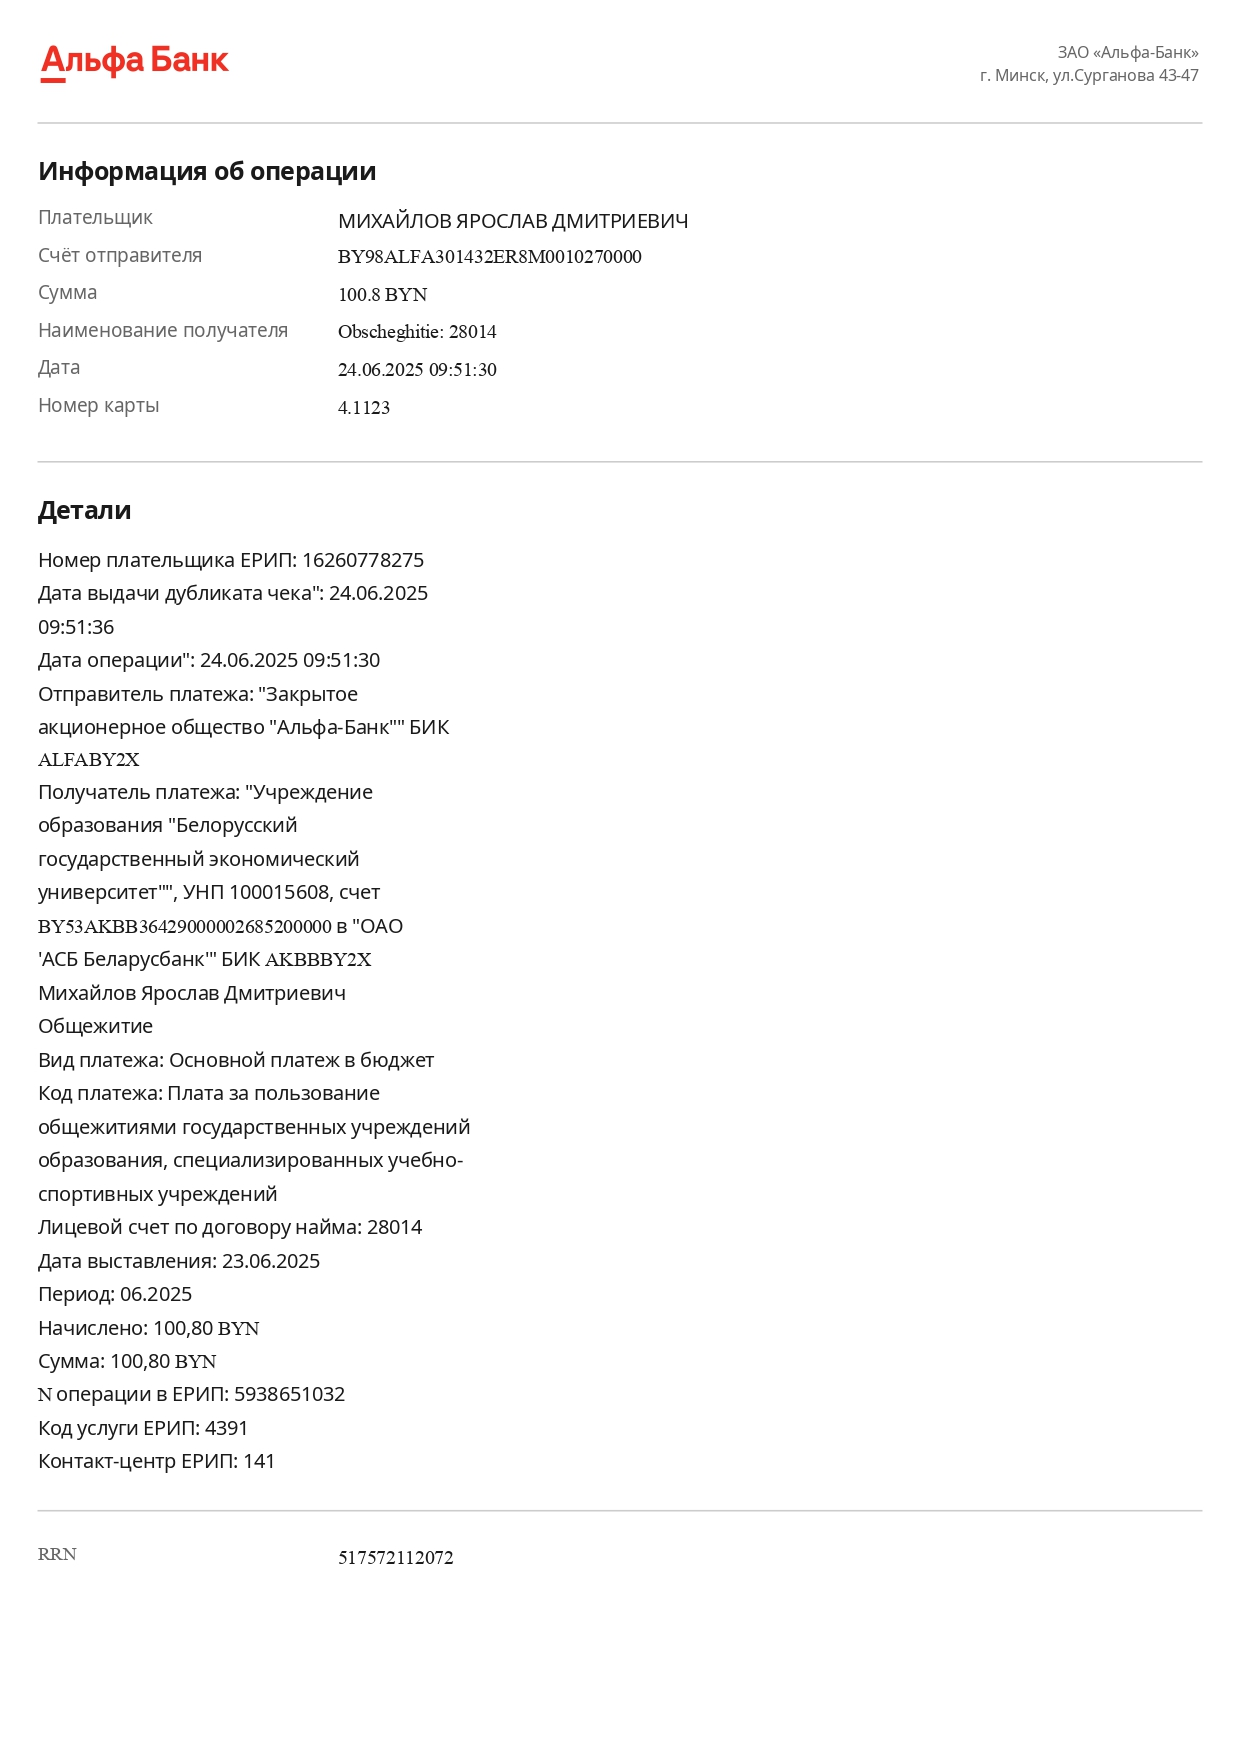 Альфа Банк
ЗАО «Альфа-Банк»
г. Минск, ул.Сурганова 43-47
Информация об операции
Плательщик МИХАЙЛОВ ЯРОСЛАВ ДМИТРИЕВИЧ
Счёт отправителя BY98ALFA301432ER8M0010270000
Сумма 100.8 BYN
Наименование получателя Obscheghitie: 28014
Дата 24.06.2025 09:51:30
Номер карты 4.1123
Детали
Номер плательщика ЕРИП: 16260778275
Дата выдачи дубликата чека": 24.06.2025
09:51:36
Дата операции": 24.06.2025 09:51:30
Отправитель платежа: "Закрытое
акционерное общество "Альфа-Банк"" БИК
ALFABY2X
Получатель платежа: "Учреждение
образования "Белорусский
государственный экономический
университет"", УНП 100015608, счет
BY53AKBB36429000002685200000 в "ОАО
'АСБ Беларусбанк'" БИК AKBBBY2X
Михайлов Ярослав Дмитриевич
Общежитие
Вид платежа: Основной платеж в бюджет
Код платежа: Плата за пользование
общежитиями государственных учреждений
образования, специализированных учебно-
спортивных учреждений
Лицевой счет по договору найма: 28014
Дата выставления: 23.06.2025
Период: 06.2025
Начислено: 100,80 BYN
Сумма: 100,80 BYN
N операции в ЕРИП: 5938651032
Код услуги ЕРИП: 4391
Контакт-центр ЕРИП: 141
RRN 517572112072